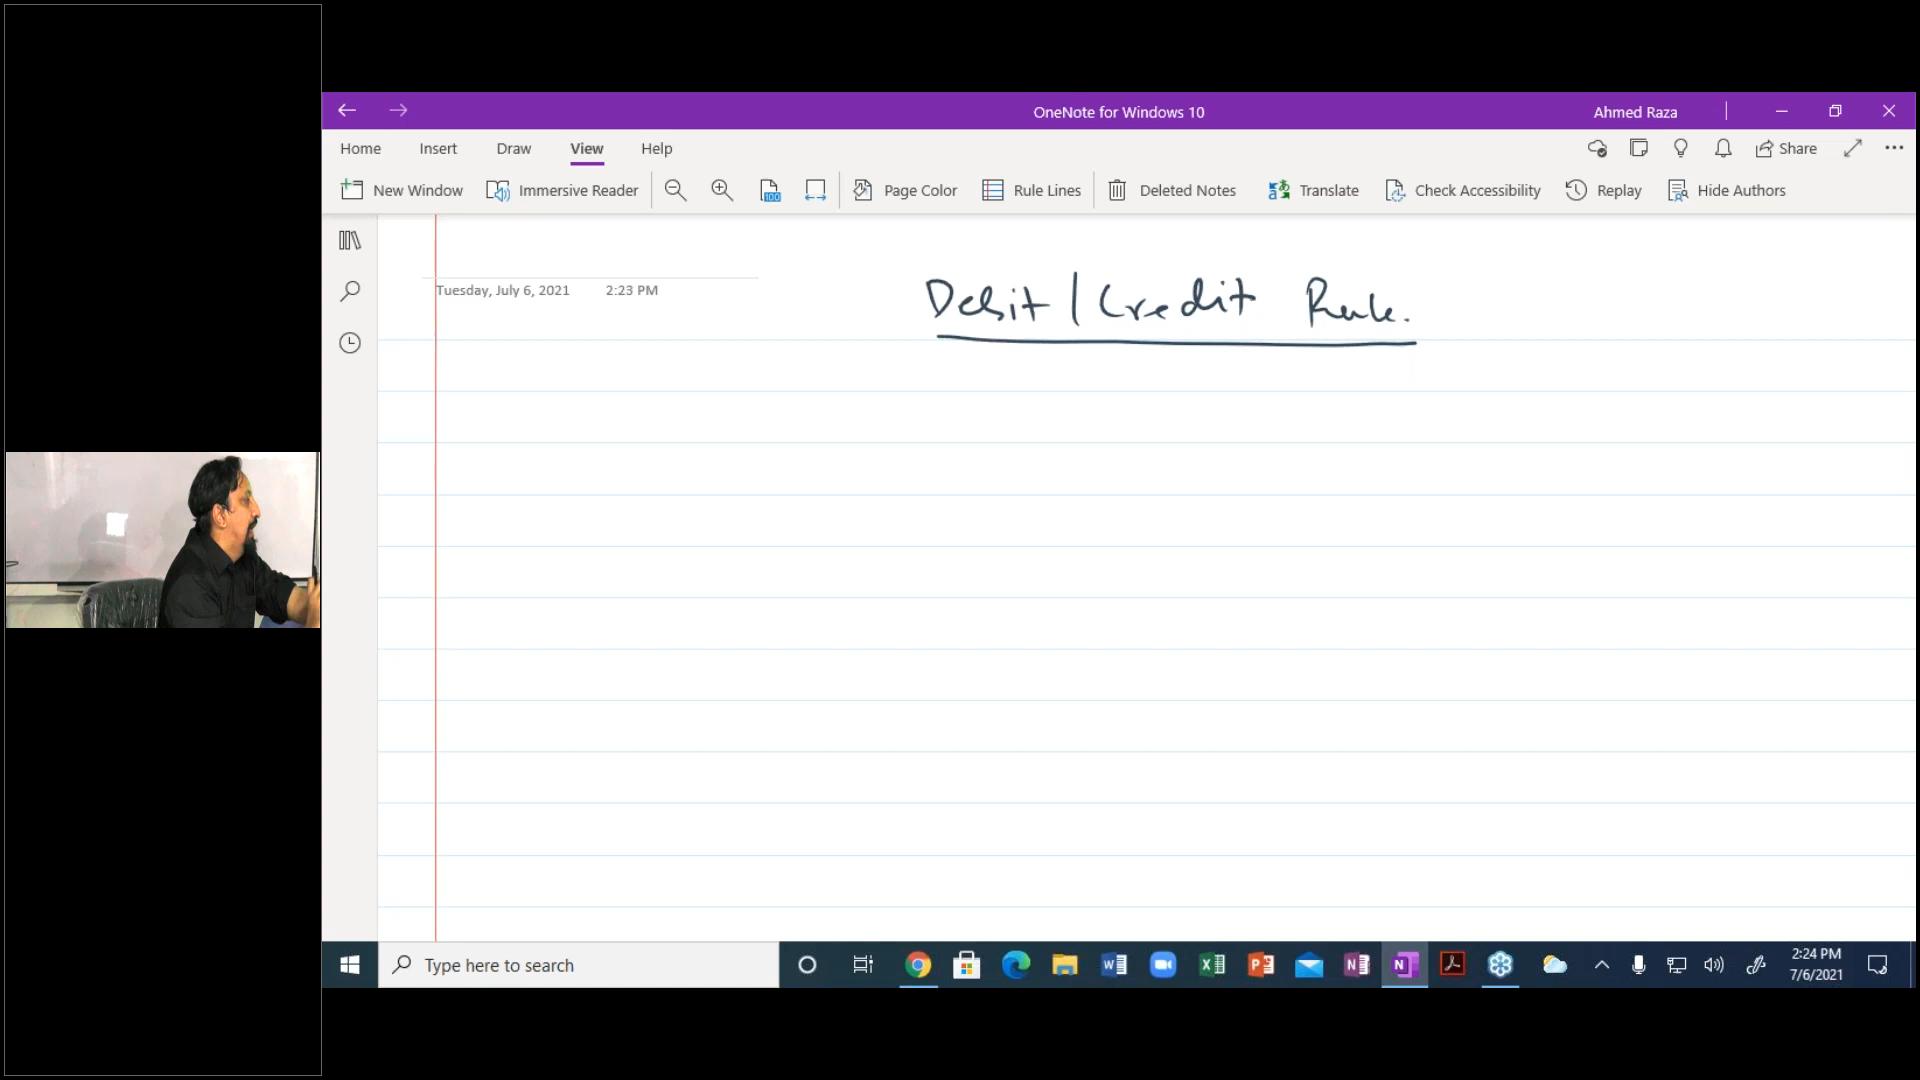 OneNote for Windows 10 Ahmed Raza
Home Insert Draw View Help Share
New Window Immersive Reader 100 Page Color Rule Lines Deleted Notes Translate Check Accessibility Replay Hide Authors
Debit / Credit Rule.
Tuesday, July 6, 2021 2:23 PM
Type here to search
2:24 PM
7/6/2021